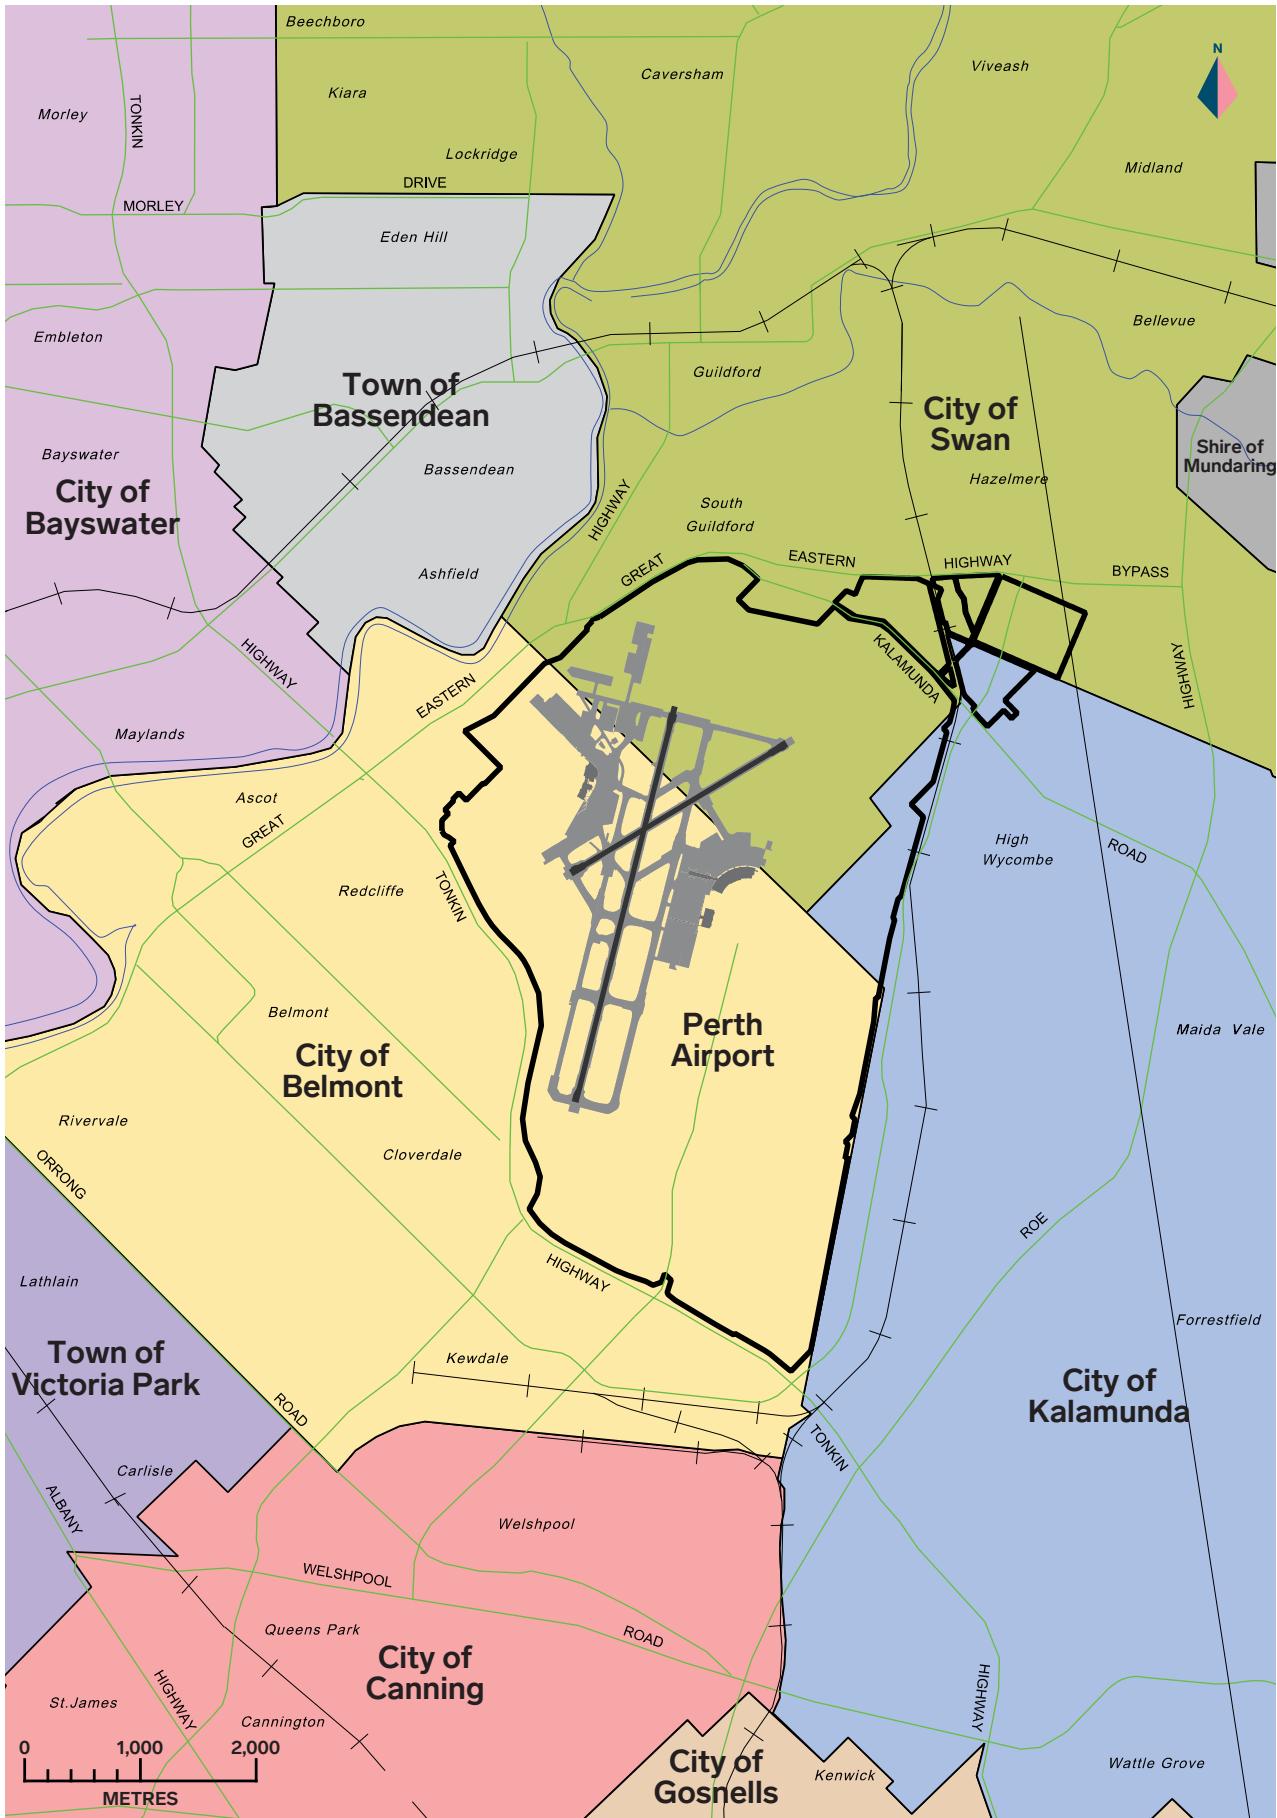 Beechboro
Viveash
Caversham
N
Kiara
Morley
TONKIN
Lockridge
Midland
DRIVE
MORLEY
Eden Hill
Embleton
Bellevue
Guildford
Town of
Bassendean
City of
Swan
Shire of
Mundaring
Bayswater
Bassendean
Hazelmere
City of
Bayswater
HIGHWAY
South
Guildford
EASTERN
HIGHWAY
BYPASS
GREAT
Ashfield
KALAMUNDA
HIGHWAY
HIGHWAY
EASTERN
Maylands
Ascot
GREAT
High
Wycombe
ROAD
Redcliffe
TONKIN
Belmont
Perth
Airport
Maida Vale
City of
Belmont
Rivervale
Cloverdale
ORRONG
ROE
HIGHWAY
Lathlain
Forrestfield
Town of
Victoria Park
Kewdale
City of
Kalamunda
ROAD
TONKIN
Carlisle
ALBANY
Welshpool
WELSHPOOL
Queens Park
ROAD
City of
Canning
HIGHWAY
HIGHWAY
St.James
Cannington
0
1,000
2,000
METRES
City of
Gosnells
Kenwick
Wattle Grove